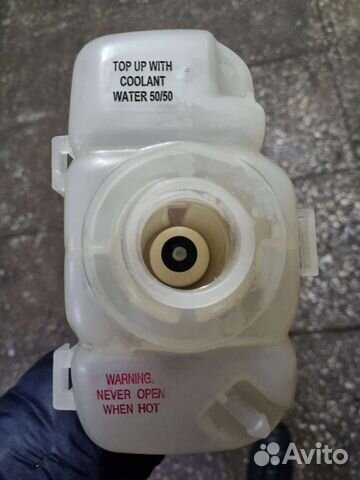 TOP UP WITH
COOLANT
WATER 50/50
WARNING.
NEVER OPEN
WHEN HOT
Avito